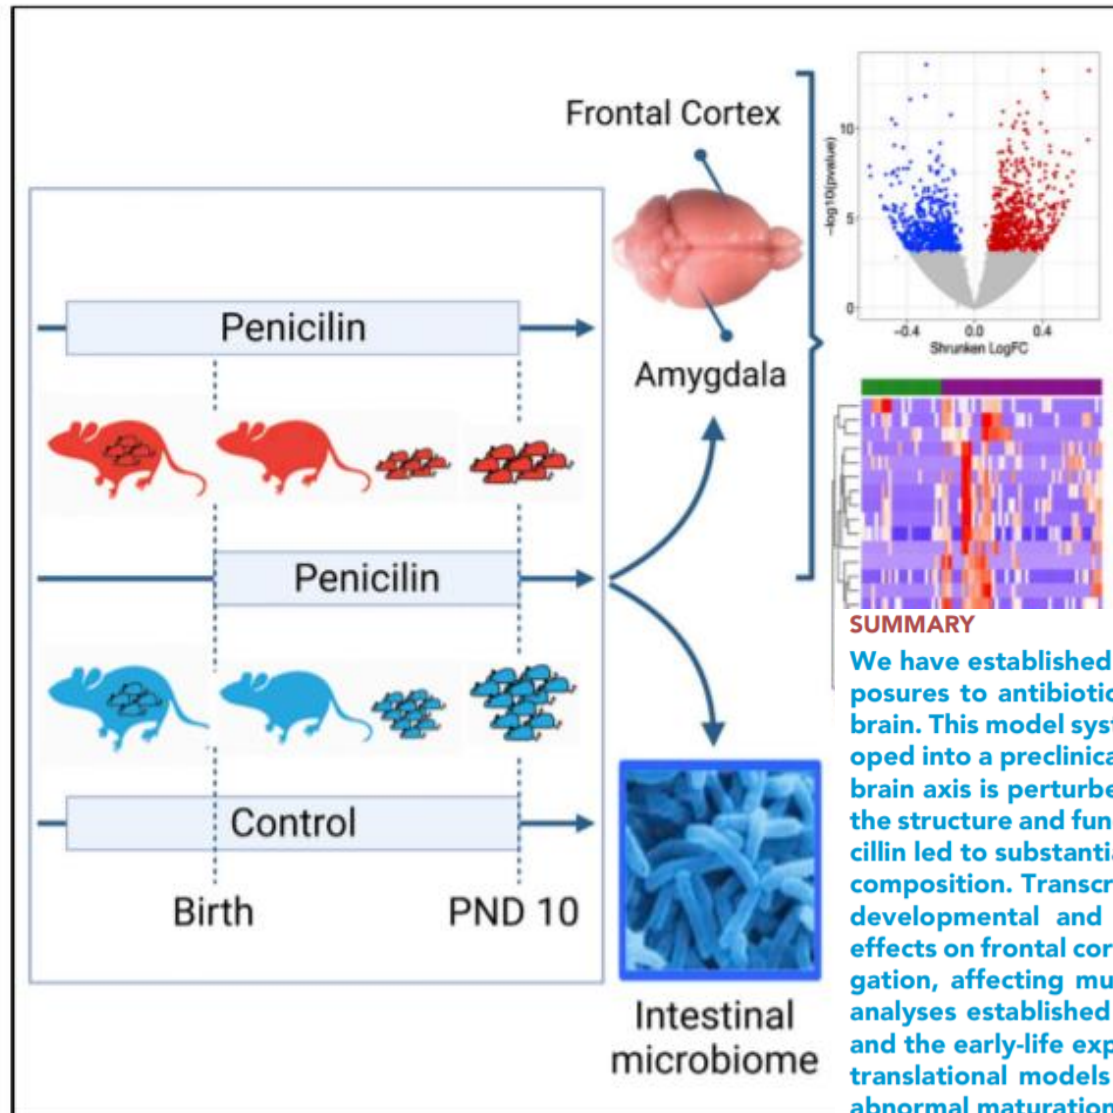 Frontal Cortex
Amygdala
Penicilin
Penicilin
Control
Birth
PND 10
Intestinal
microbiome
-log10(pvalue)
10
5
0
-0.4
0.0
0.4
Shrunken LogFC
SUMMARY
We have established
posures to antibiotic
brain. This model syst
oped into a preclinica
brain axis is perturbe
the structure and fun
cillin led to substantia
composition. Transcr
developmental and
effects on frontal cor
gation, affecting mu
analyses established
and the early-life exp
translational models
abnormal maturation